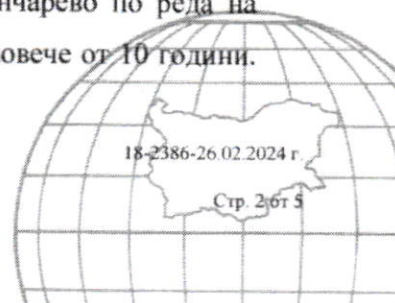 нчарево по реда на
овече от 10 години.
18-2386-26.02.2024 г.
Стр. 2 от 5